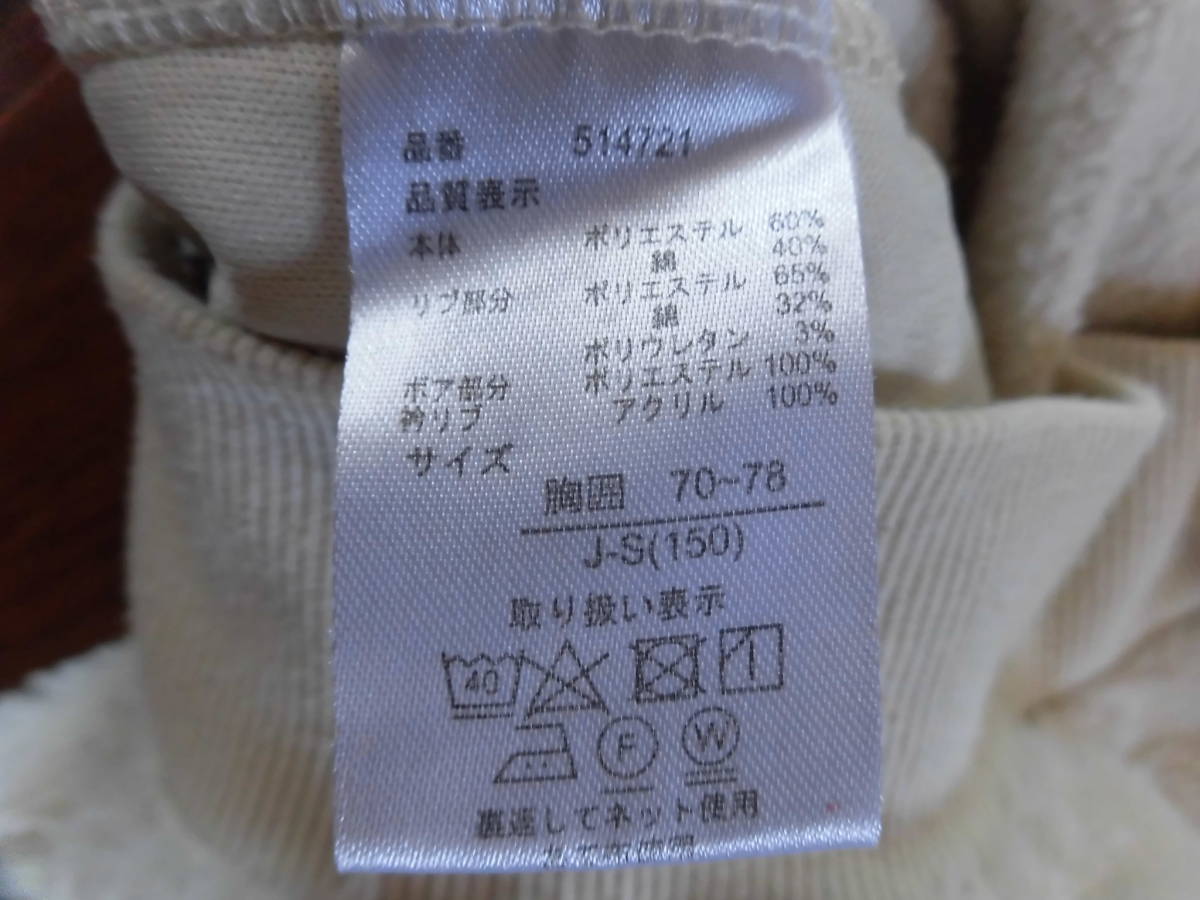 品番 514721
品質表示
本体 ポリエステル 60%
綿 40%
リブ部分 ポリエステル 65%
綿 32%
ポリウレタン 3%
ボア部分 ポリエステル 100%
衿リブ アクリル 100%
サイズ
胸囲 70~78
J-S(150)
取り扱い表示
40
F W
裏返してネット使用